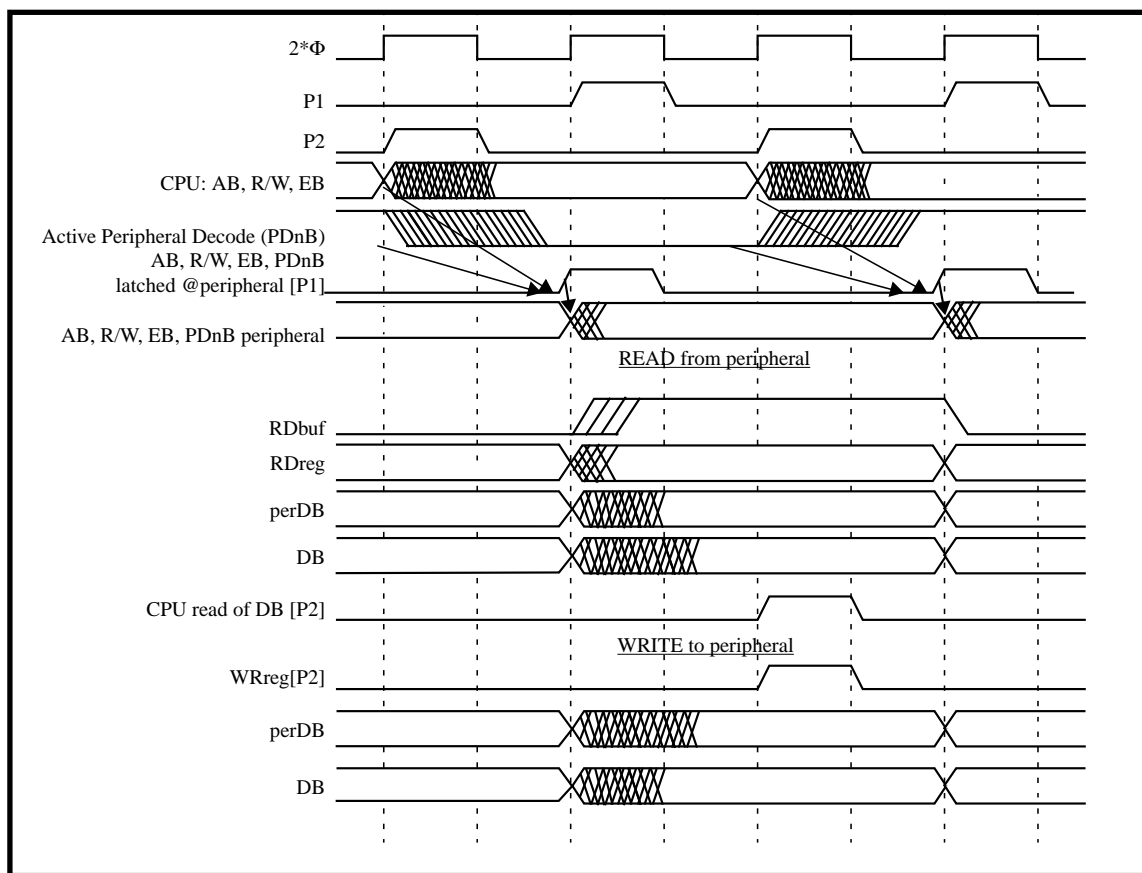 2*Φ
P1
P2
CPU: AB, R/W, EB
Active Peripheral Decode (PDnB)
AB, R/W, EB, PDnB
latched @peripheral [P1]
AB, R/W, EB, PDnB peripheral
READ from peripheral
RDbuf
RDreg
perDB
DB
CPU read of DB [P2]
WRITE to peripheral
WRreg[P2]
perDB
DB